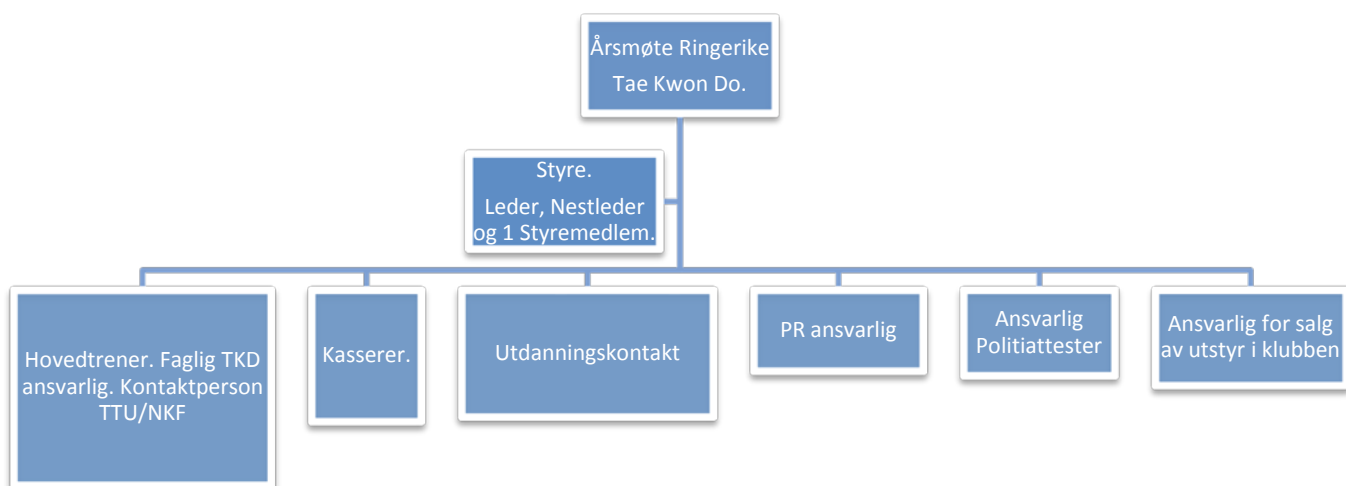 Årsmøte Ringerike
Tae Kwon Do.
Styre.
Leder, Nestleder
og 1 Styremedlem.
Hovedtrener. Faglig TKD
ansvarlig. Kontaktperson
TTU/NKF
Kasserer.
Utdanningskontakt
PR ansvarlig
Ansvarlig
Politiattester
Ansvarlig for salg
av utstyr i klubben